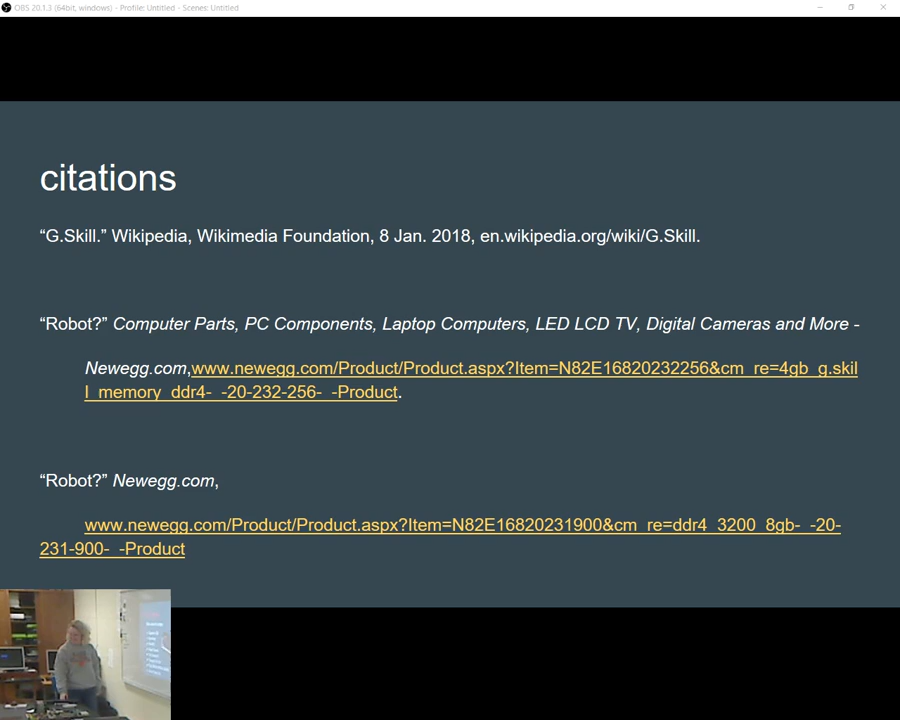 OBS 20.1.3 (64bit, windows) - Profile: Untitled - Scenes: Untitled
citations
“G.Skill.” Wikipedia, Wikimedia Foundation, 8 Jan. 2018, en.wikipedia.org/wiki/G.Skill.
“Robot?” Computer Parts, PC Components, Laptop Computers, LED LCD TV, Digital Cameras and More -
Newegg.com,www.newegg.com/Product/Product.aspx?Item=N82E16820232256&cm_re=4gb_g.skil
l_memory_ddr4-_-20-232-256-_-Product.
“Robot?” Newegg.com,
www.newegg.com/Product/Product.aspx?Item=N82E16820231900&cm_re=ddr4_3200_8gb-_-20-
231-900-_-Product